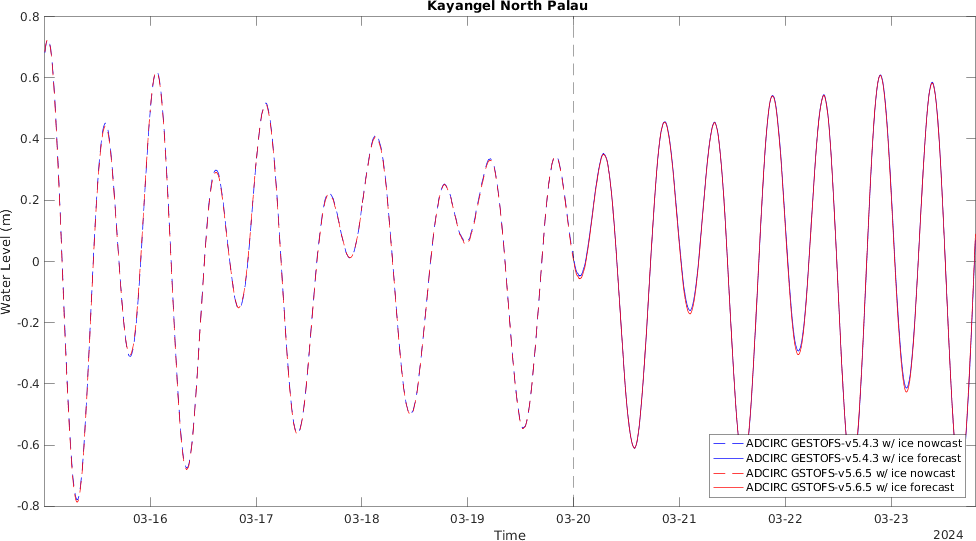 Kayangel North Palau
0.8
0.6
0.4
0.2
0
-0.2
-0.4
-0.6
-0.8
Water Level (m)
ADCIRC GESTOFS-v5.4.3 w/ ice nowcast
ADCIRC GESTOFS-v5.4.3 w/ ice forecast
ADCIRC GSTOFS-v5.6.5 w/ ice nowcast
ADCIRC GSTOFS-v5.6.5 w/ ice forecast
03-16 03-17 03-18 03-19 03-20 03-21 03-22 03-23
Time
2024